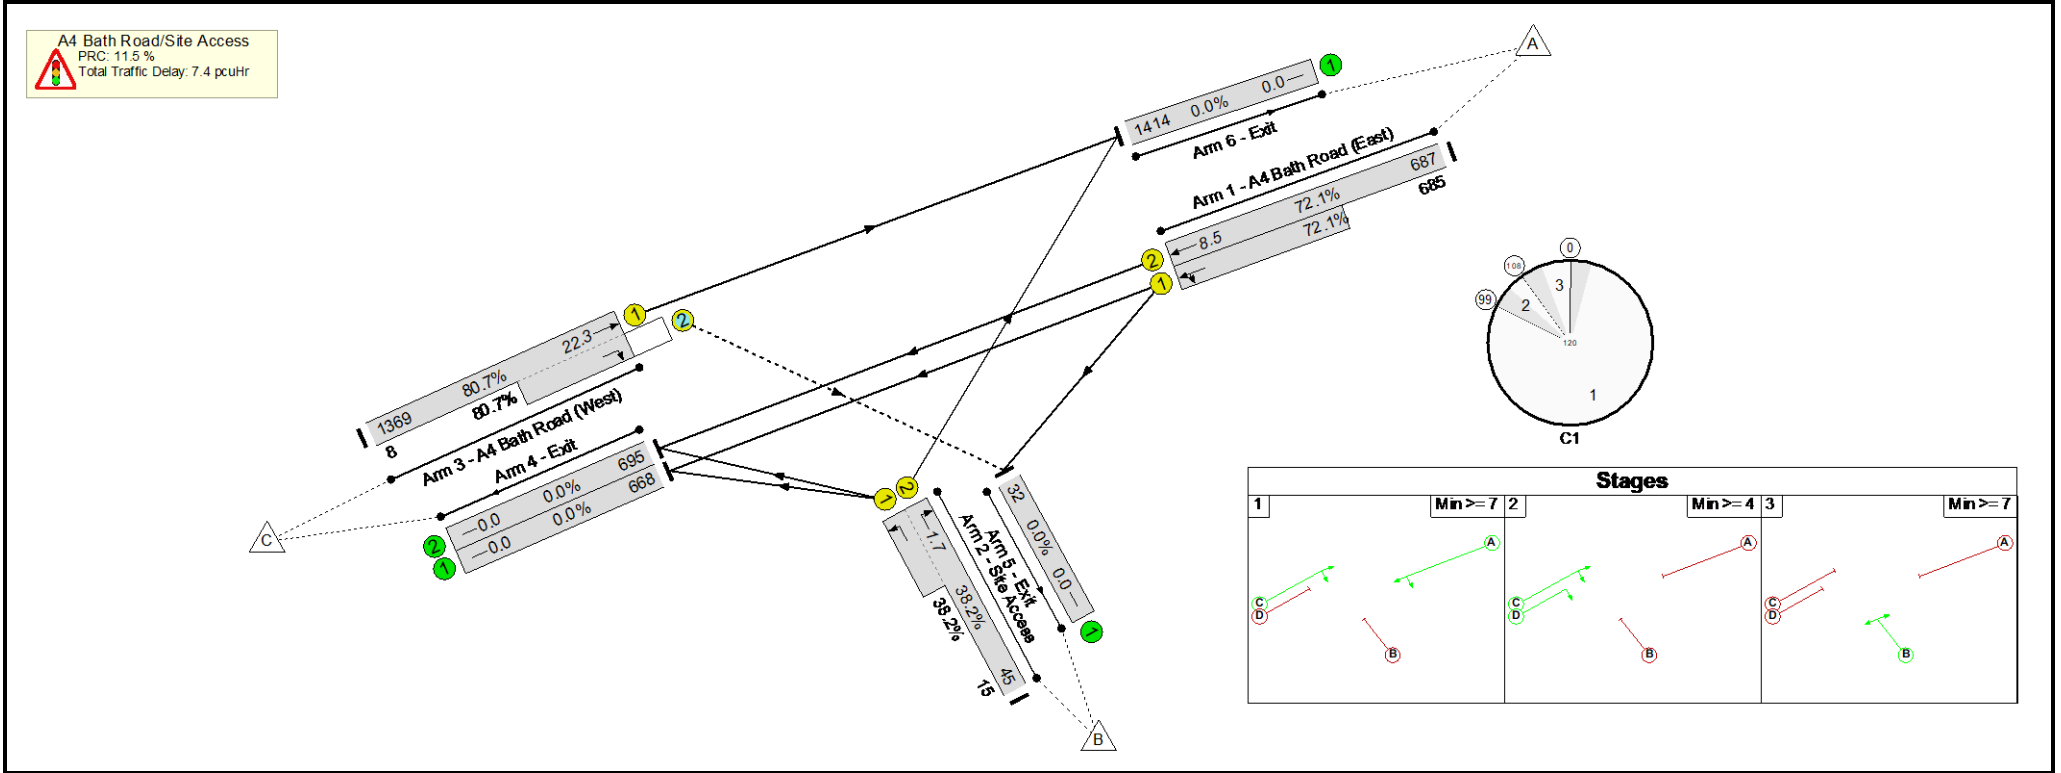 A4 Bath Road/Site Access
PRC: 11.5 %
Total Traffic Delay: 7.4 pcuHr
A
1
1414 0.0% 0.0
Arm 6 - Exit
Arm 1 - A4 Bath Road (East)
687
72.1%
685
8.5
72.1%
2
1
1
2
22.3
1369 80.7%
80.7%
8
Arm 3 - A4 Bath Road (West)
Arm 4 - Exit
0.0 0.0% 695
0.0 0.0% 668
2
1
C
1
2
1.7 38.2% 45
38.2%
15
Arm 2 - Site Access
Arm 5 - Exit
32 0.0% 0.0
1
B
0
108
99
3
2
120
1
C1
Stages
1 Min >= 7
2 Min >= 4
3 Min >= 7
A
C
D
B
A
C
D
B
A
C
D
B